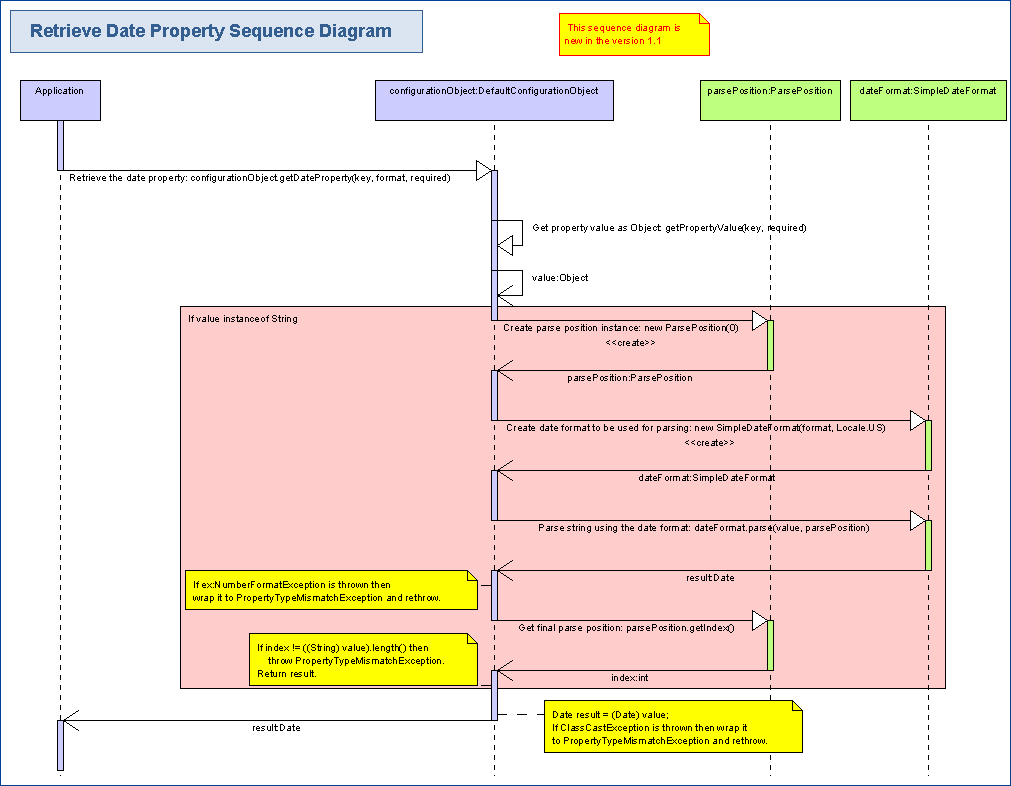 Retrieve Date Property Sequence Diagram
This sequence diagram is
new in the version 1.1
Application
configurationObject:DefaultConfigurationObject
parsePosition:ParsePosition
dateFormat:SimpleDateFormat
Retrieve the date property: configurationObject.getDateProperty(key, format, required)
Get property value as Object: getPropertyValue(key, required)
value:Object
If value instanceof String
Create parse position instance: new ParsePosition(0)
<<create>>
parsePosition:ParsePosition
Create date format to be used for parsing: new SimpleDateFormat(format, Locale.US)
<<create>>
dateFormat:SimpleDateFormat
Parse string using the date format: dateFormat.parse(value, parsePosition)
result:Date
If ex:NumberFormatException is thrown then
wrap it to PropertyTypeMismatchException and rethrow.
Get final parse position: parsePosition.getIndex()
If index != ((String) value).length() then
throw PropertyTypeMismatchException.
Return result.
index:int
Date result = (Date) value;
If ClassCastException is thrown then wrap it
to PropertyTypeMismatchException and rethrow.
result:Date